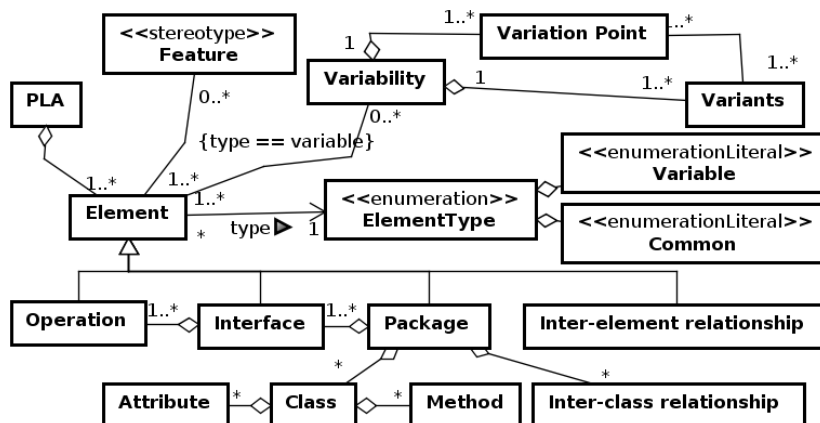 <<stereotype>>
Feature
1..*
Variation Point
1..*
1
PLA
Variability
1
1..*
1..*
Variants
0..*
0..*
{type == variable}
<<enumerationLiteral>>
Variable
1..*
1..*
1..*
Element
<<enumeration>>
ElementType
*
type
1
<<enumerationLiteral>>
Common
Operation
1..*
Interface
1..*
Package
Inter-element relationship
*
*
Attribute
*
Class
*
Method
Inter-class relationship